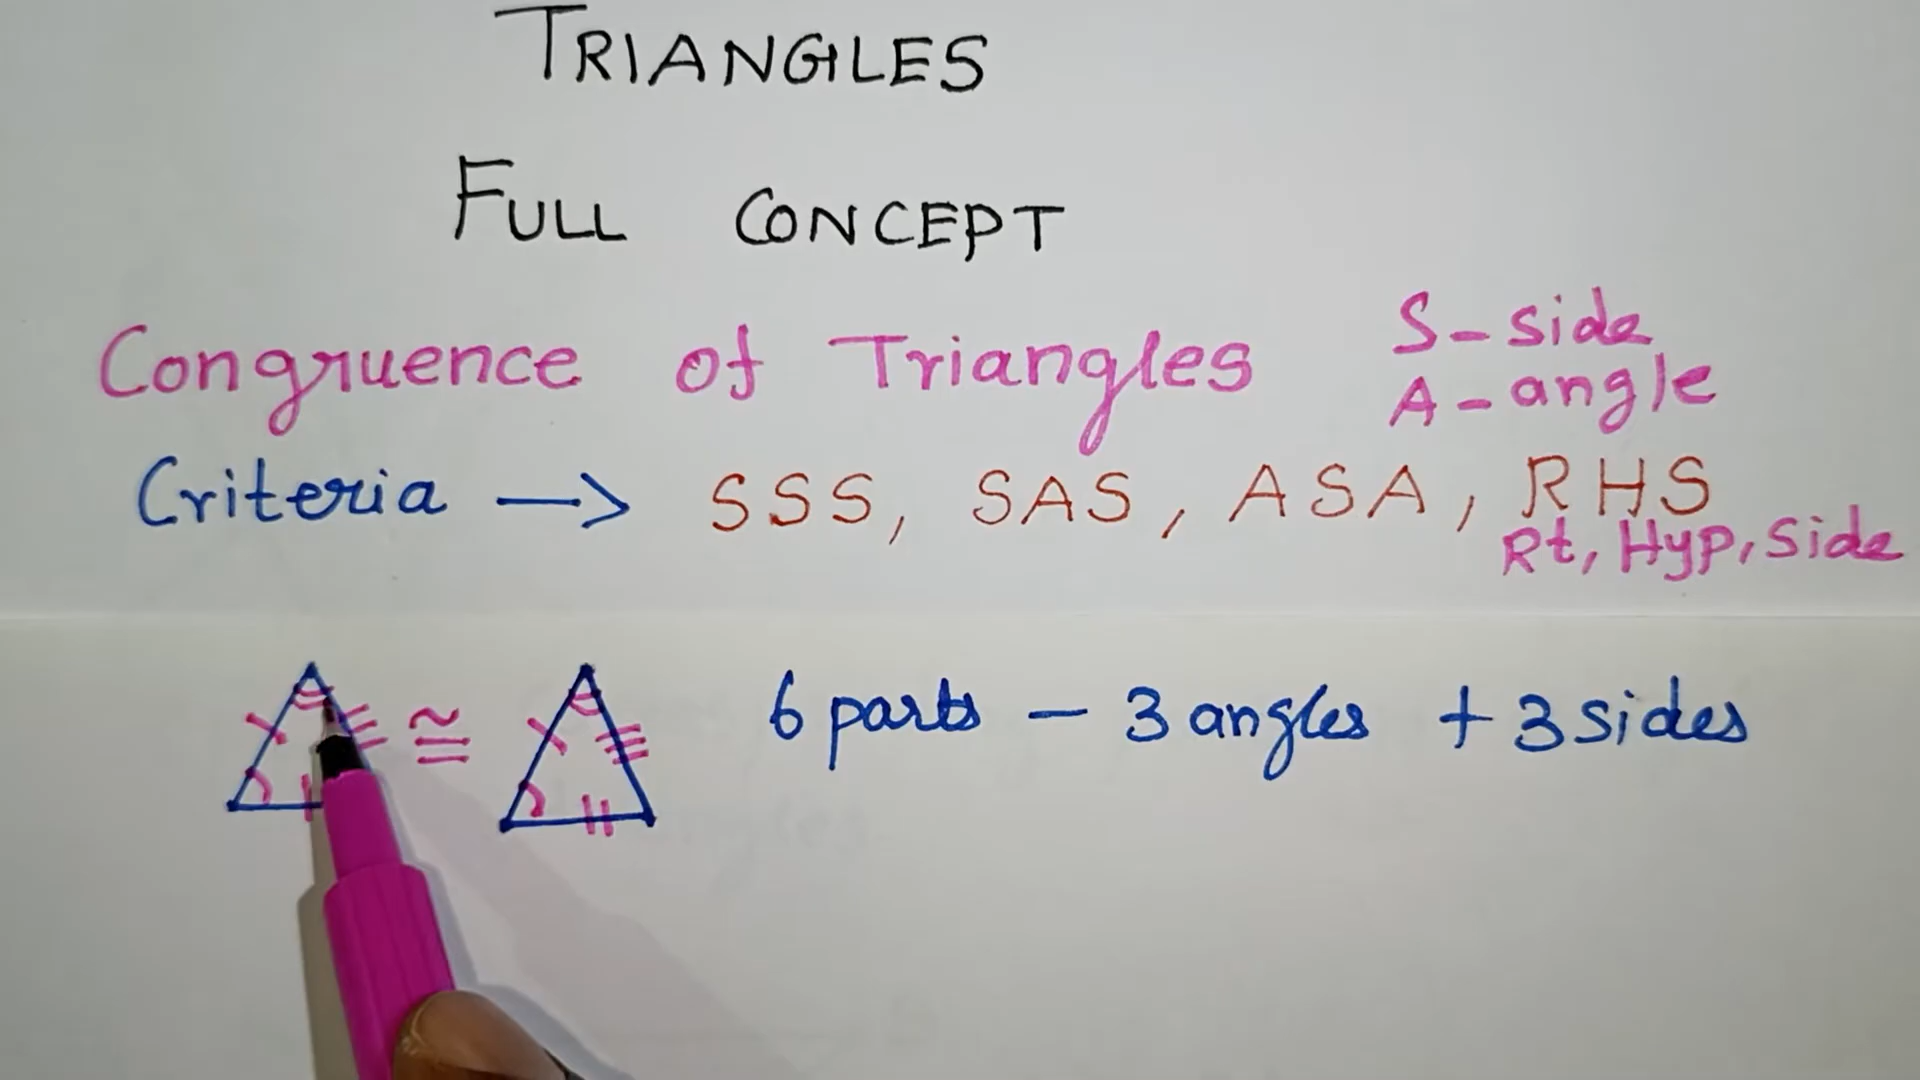 TRIANGLES
FULL CONCEPT
Congruence of Triangles
S - side
A - angle
Criteria → SSS, SAS, ASA, RHS
Rt, Hyp, Side
≅ 6 parts - 3 angles + 3 sides